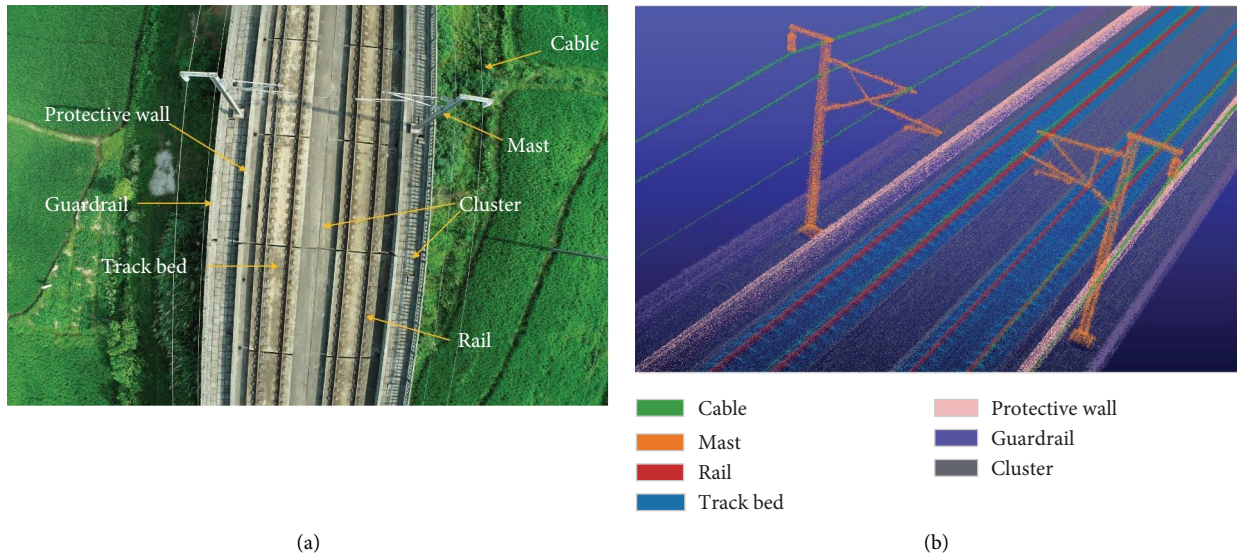 Cable
Protective wall
Mast
Guardrail
Cluster
Track bed
Rail
Cable
Mast
Rail
Track bed
Protective wall
Guardrail
Cluster
(a)
(b)